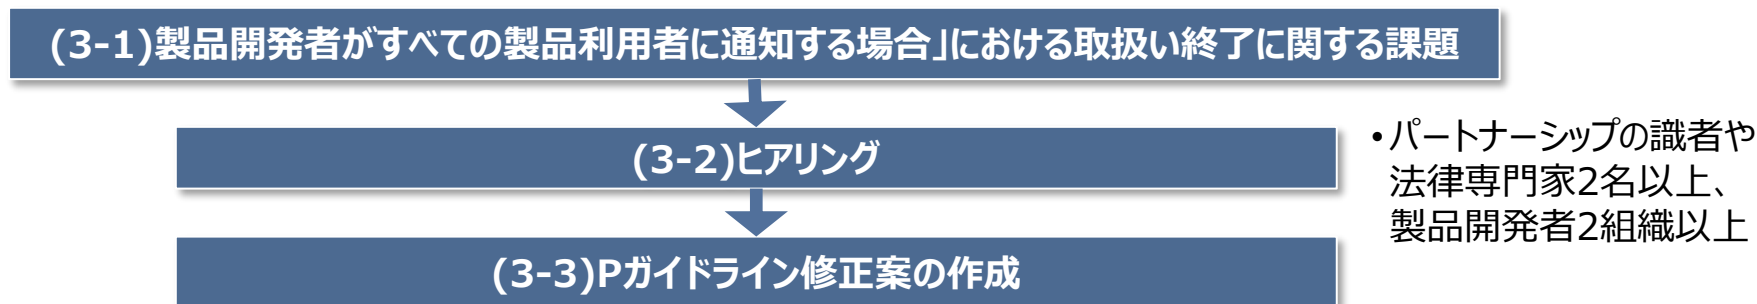 (3-1)製品開発者がすべての製品利用者に通知する場合」における取扱い終了に関する課題
(3-2)ヒアリング
•パートナーシップの識者や
法律専門家2名以上、
製品開発者2組織以上
(3-3)Pガイドライン修正案の作成